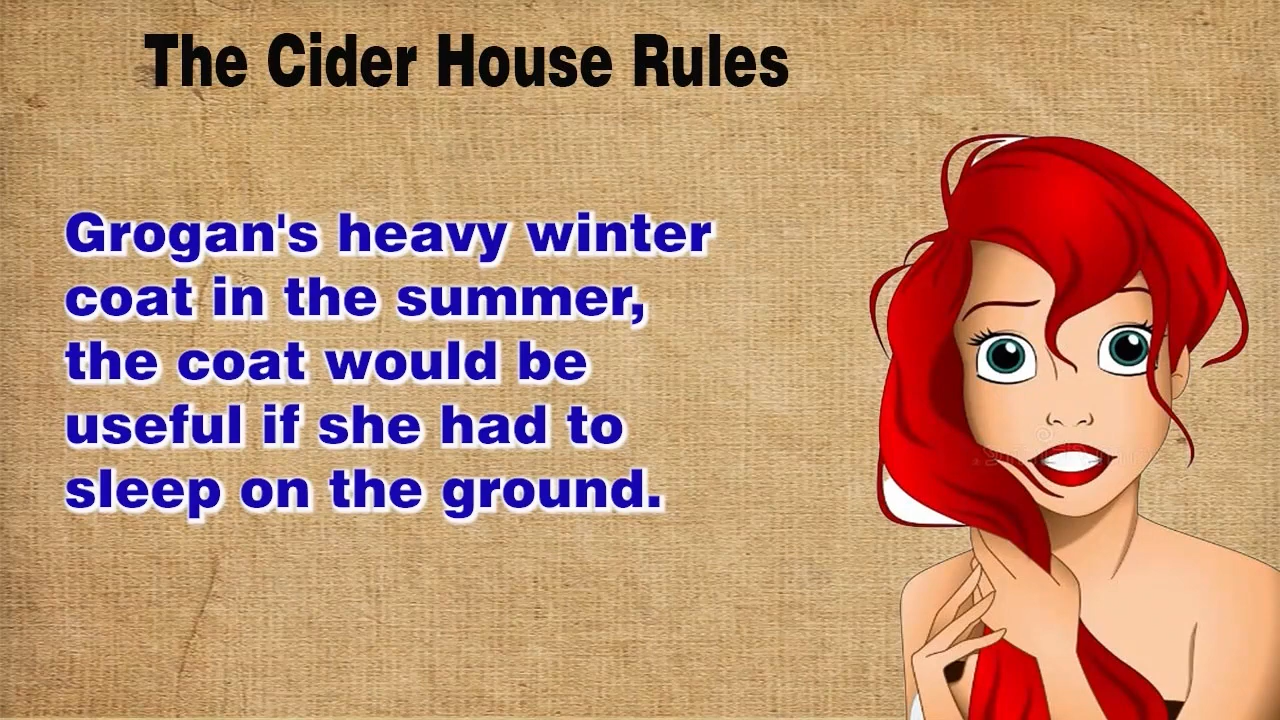 The Cider House Rules
Grogan's heavy winter
coat in the summer,
the coat would be
useful if she had to
sleep on the ground.